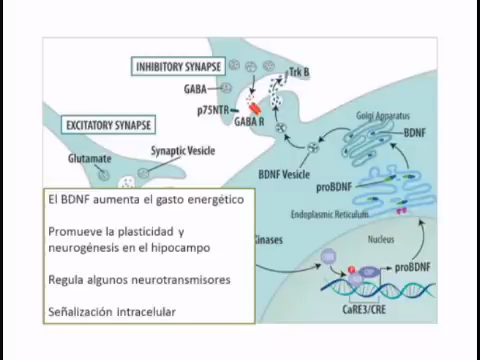 INHIBITORY SYNAPSE
Trk B
GABA
p75NTR
GABA R
Golgi Apparatus
BDNF
EXCITATORY SYNAPSE
Synaptic Vesicle
Glutamate
BDNF Vesicle
proBDNF
Endoplasmic Reticulum
El BDNF aumenta el gasto energético
Promueve la plasticidad y
neurogénesis en el hipocampo
Regula algunos neurotransmisores
Señalización intracelular
Kinases
Nucleus
proBDNF
P
CaRE3/CRE